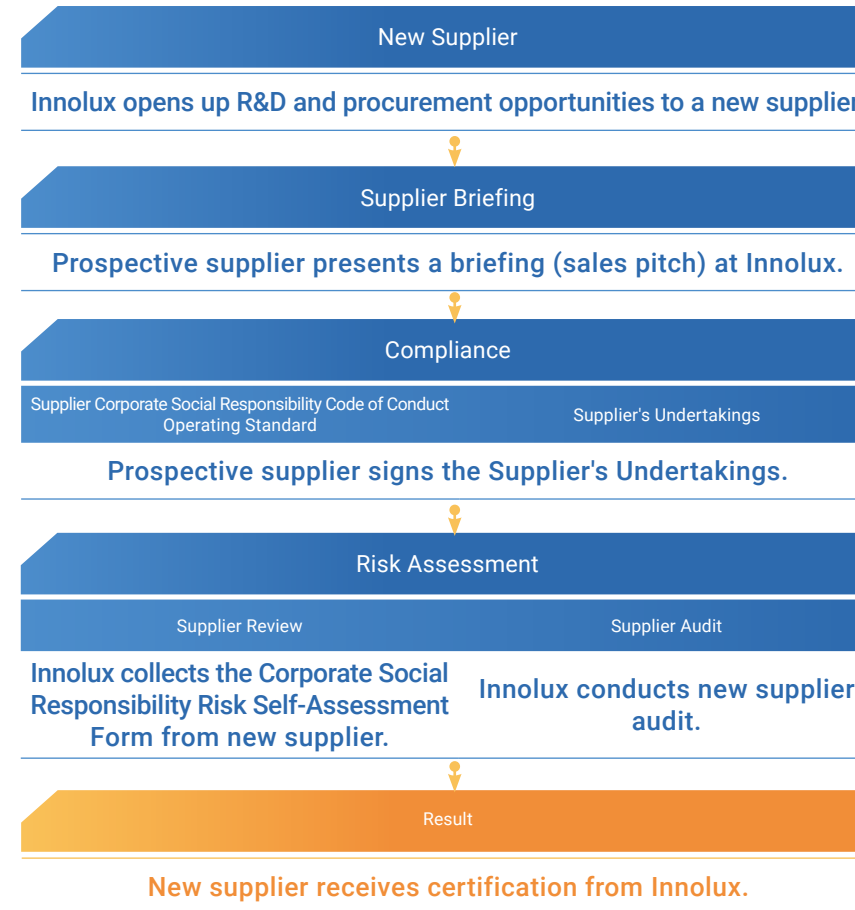 New Supplier
Innolux opens up R&D and procurement opportunities to a new supplier
Supplier Briefing
Prospective supplier presents a briefing (sales pitch) at Innolux.
Compliance
Supplier Corporate Social Responsibility Code of Conduct
Operating Standard
Supplier's Undertakings
Prospective supplier signs the Supplier's Undertakings.
Risk Assessment
Supplier Review
Supplier Audit
Innolux collects the Corporate Social
Responsibility Risk Self-Assessment
Form from new supplier.
Innolux conducts new supplier
audit.
Result
New supplier receives certification from Innolux.